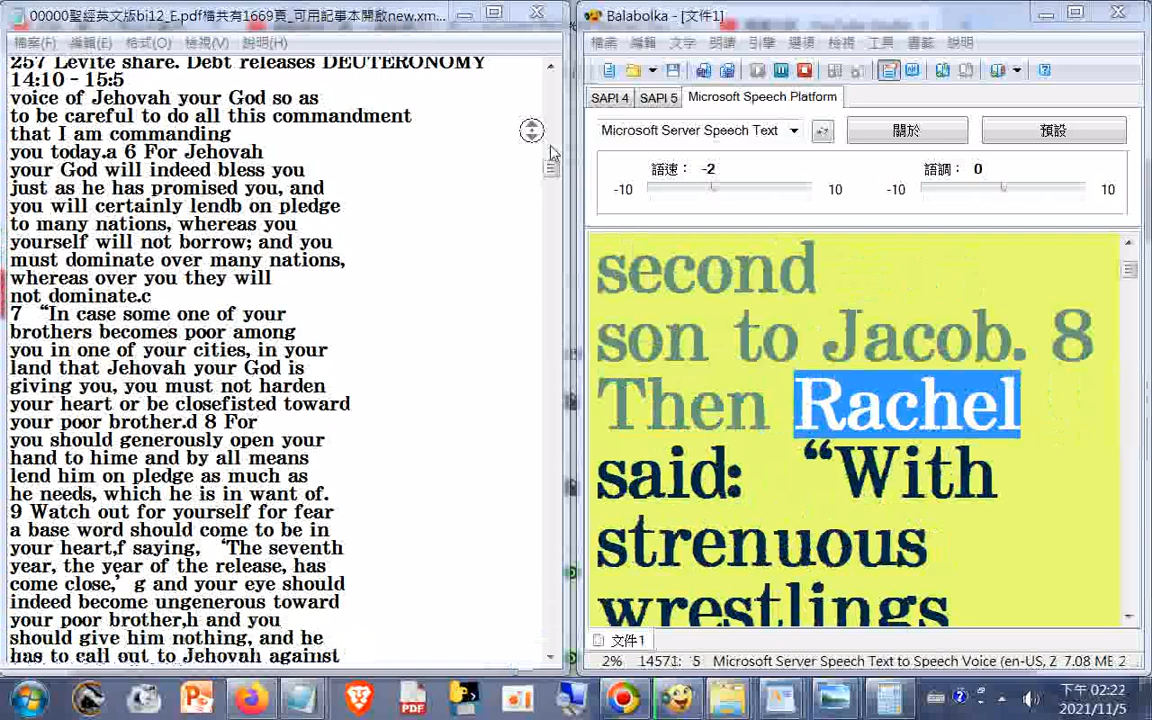 00000聖經英文版bi12_E.pdf檔共有1669頁_可用記事本開啟new.xm...
檔案(F) 編輯(E) 格式(O) 檢視(V) 說明(H)
257 Levite share. Debt releases DEUTERONOMY
14:10 - 15:5
voice of Jehovah your God so as
to be careful to do all this commandment
that I am commanding
you today.a 6 For Jehovah
your God will indeed bless you
just as he has promised you, and
you will certainly lendb on pledge
to many nations, whereas you
yourself will not borrow; and you
must dominate over many nations,
whereas over you they will
not dominate.c
7 “In case some one of your
brothers becomes poor among
you in one of your cities, in your
land that Jehovah your God is
giving you, you must not harden
your heart or be closefisted toward
your poor brother.d 8 For
you should generously open your
hand to hime and by all means
lend him on pledge as much as
he needs, which he is in want of.
9 Watch out for yourself for fear
a base word should come to be in
your heart,f saying, ‘The seventh
year, the year of the release, has
come close,’ g and your eye should
indeed become ungenerous toward
your poor brother,h and you
should give him nothing, and he
has to call out to Jehovah against
Balabolka - [文件1]
檔案 編輯 文字 朗讀 引擎 選項 檢視 工具 書籤 說明
SAPI 4 SAPI 5 Microsoft Speech Platform
Microsoft Server Speech Text 關於 預設
語速： -2 語調： 0
-10 10 -10 10
second
son to Jacob. 8
Then Rachel
said: “With
strenuous
wrestlings
文件1
2% 14571: 5 Microsoft Server Speech Text to Speech Voice (en-US, Z 7.08 MB 2
下午 02:22
2021/11/5